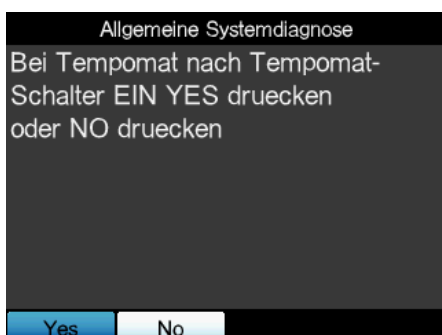 Allgemeine Systemdiagnose
Bei Tempomat nach Tempomat-
Schalter EIN YES druecken
oder NO druecken
Yes No